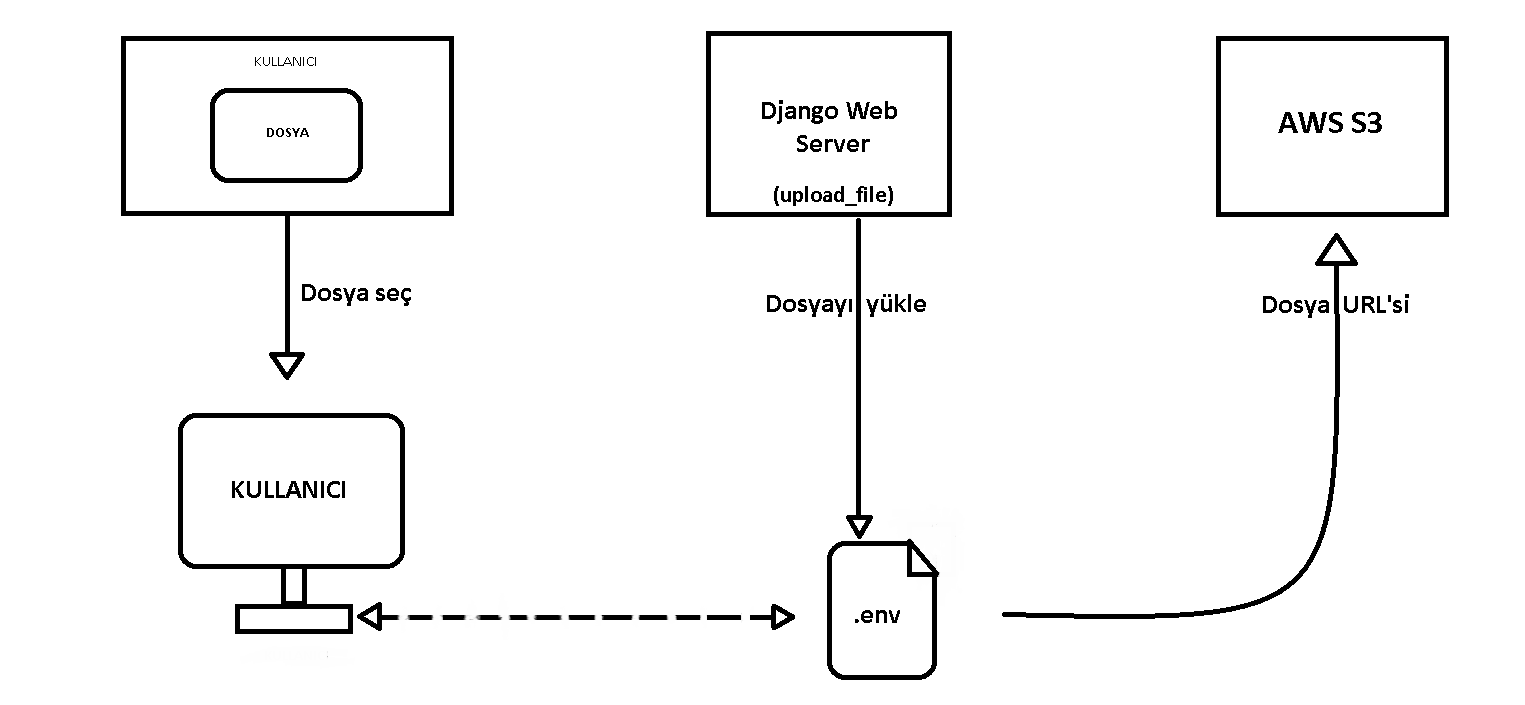 KULLANICI
DOSYA
Django Web
Server
(upload_file)
AWS S3
Dosya seç
Dosyayı yükle
Dosya URL'si
KULLANICI
.env